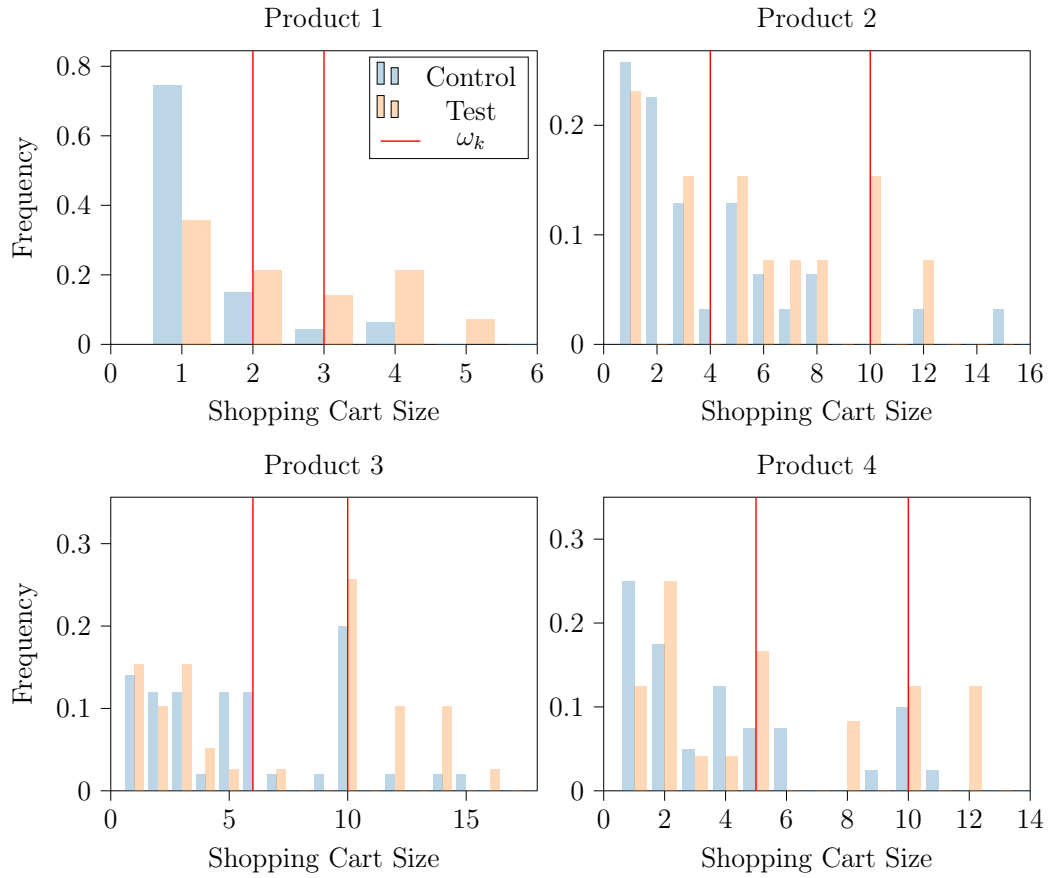 Product 1
Product 2
0.8
0.6
0.4
0.2
0
Frequency
Control
Test
ω_k
0 1 2 3 4 5 6
Shopping Cart Size
0.2
0.1
0
0 2 4 6 8 10 12 14 16
Shopping Cart Size
Product 3
Product 4
0.3
0.2
0.1
0
Frequency
0 5 10 15
Shopping Cart Size
0.3
0.2
0.1
0
0 2 4 6 8 10 12 14
Shopping Cart Size